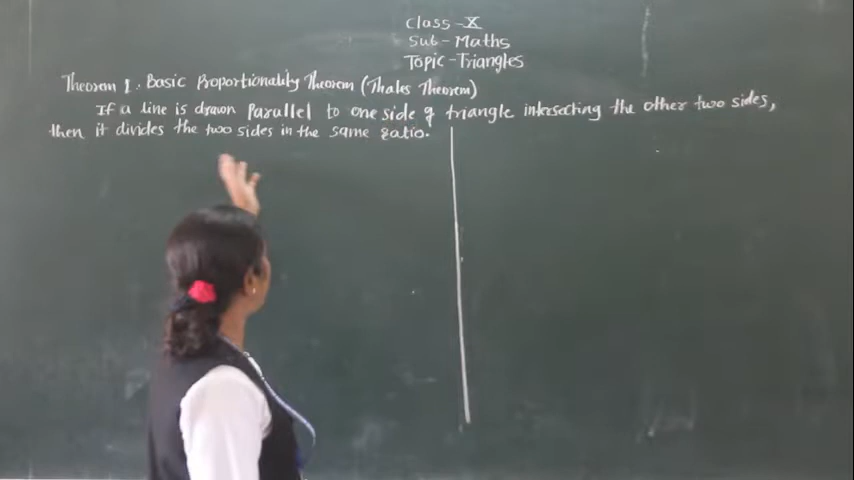 Class - X
Sub - Maths
Topic - Triangles
Theorem 1 : Basic Proportionality Theorem (Thales Theorem)
If a line is drawn Parallel to one side of triangle intersecting the other two sides,
then it divides the two sides in the same ratio.